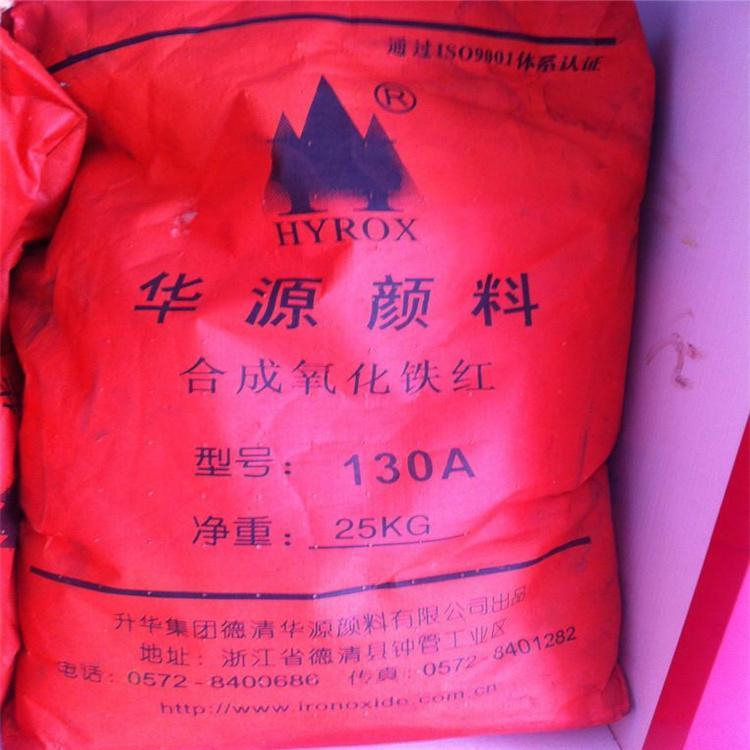 通过ISO9001体系认证
®
HYROX
华源颜料
合成氧化铁红
型号：130A
净重：25KG
升华集团德清华源颜料有限公司出品
地址：浙江省德清县钟管工业区
电话：0572-8400686 传真：0572-8401282
http://www.ironoxide.com.cn